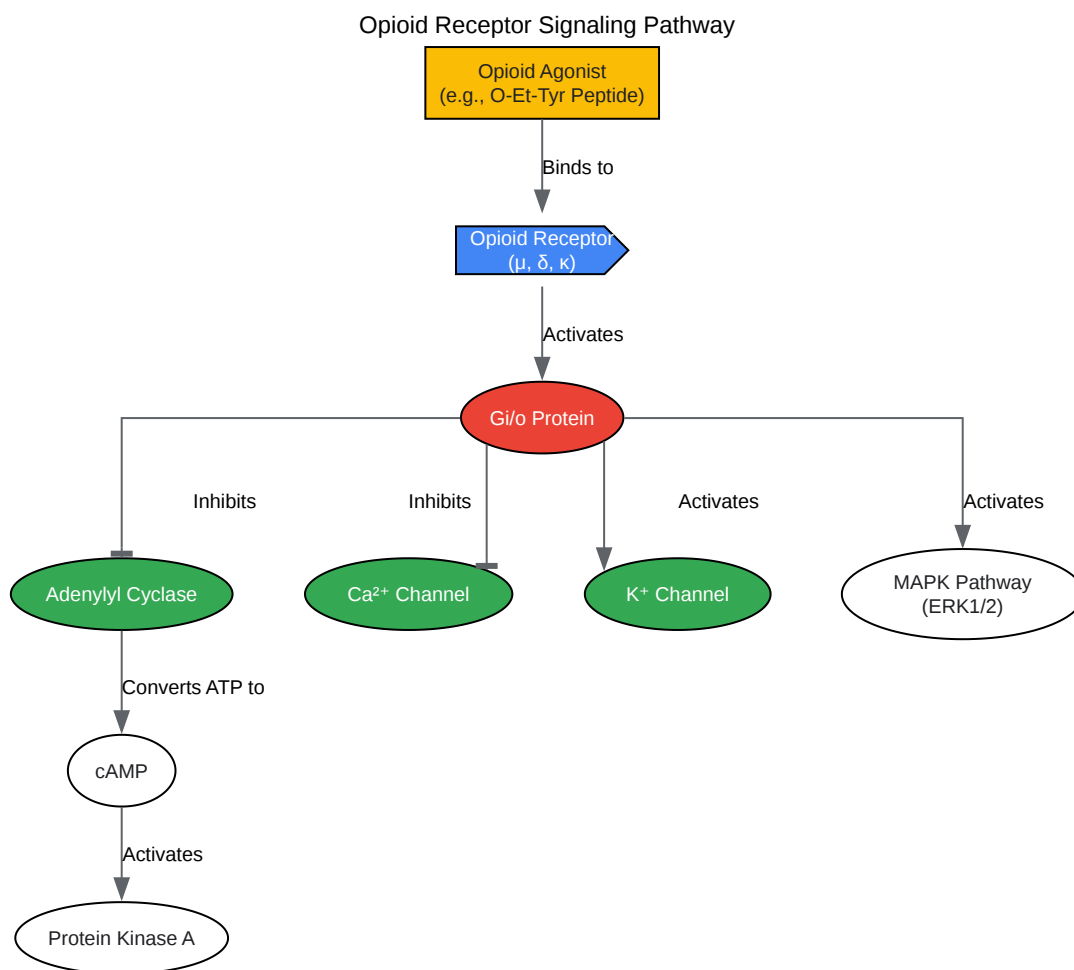 Opioid Receptor Signaling Pathway
Opioid Agonist
(e.g., O-Et-Tyr Peptide)
Binds to
Opioid Receptor
(μ, δ, κ)
Activates
Gi/o Protein
Inhibits
Inhibits
Activates
Activates
Adenylyl Cyclase
Ca²⁺ Channel
K⁺ Channel
MAPK Pathway
(ERK1/2)
Converts ATP to
cAMP
Activates
Protein Kinase A